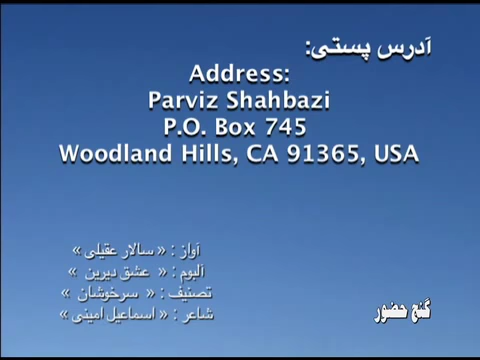 آدرس پستی:
Address:
Parviz Shahbazi
P.O. Box 745
Woodland Hills, CA 91365, USA
آواز : « سالار عقیلی »
آلبوم : « عشق دیرین »
تصنیف : « سرخوشان »
شاعر : « اسماعیل امینی »
گنج حضور